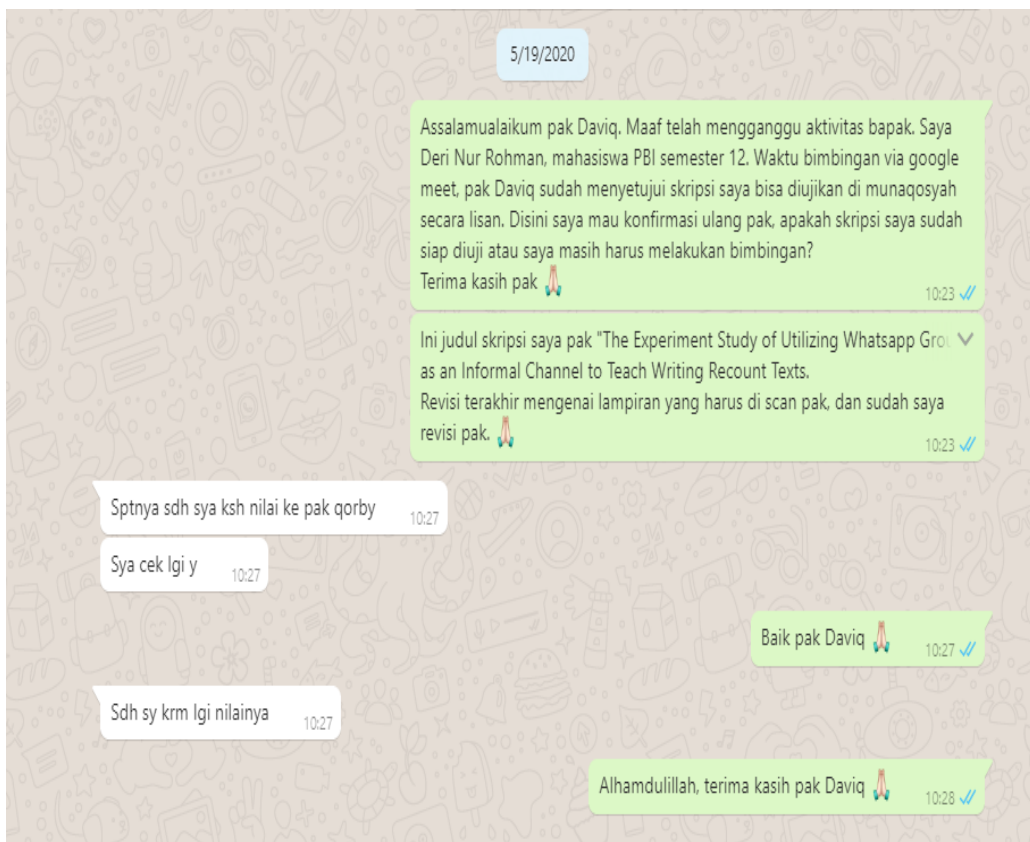 5/19/2020
Assalamualaikum pak Daviq. Maaf telah mengganggu aktivitas bapak. Saya
Deri Nur Rohman, mahasiswa PBI semester 12. Waktu bimbingan via google
meet, pak Daviq sudah menyetujui skripsi saya bisa diujikan di munaqosyah
secara lisan. Disini saya mau konfirmasi ulang pak, apakah skripsi saya sudah
siap diuji atau saya masih harus melakukan bimbingan?
Terima kasih pak 🙏🏻
10:23
Ini judul skripsi saya pak "The Experiment Study of Utilizing Whatsapp Gro
as an Informal Channel to Teach Writing Recount Texts.
Revisi terakhir mengenai lampiran yang harus di scan pak, dan sudah saya
revisi pak. 🙏🏻
10:23
Sptnya sdh sya ksh nilai ke pak qorby 10:27
Sya cek lgi y 10:27
Baik pak Daviq 🙏🏻 10:27
Sdh sy krm lgi nilainya 10:27
Alhamdulillah, terima kasih pak Daviq 🙏🏻 10:28